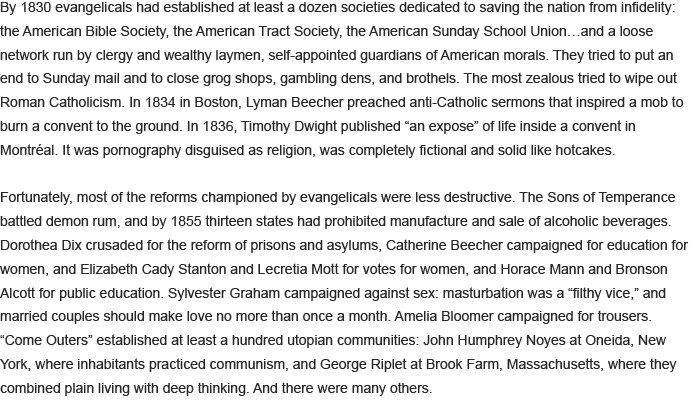 By 1830 evangelicals had established at least a dozen societies dedicated to saving the nation from infidelity:
the American Bible Society, the American Tract Society, the American Sunday School Union…and a loose
network run by clergy and wealthy laymen, self-appointed guardians of American morals. They tried to put an
end to Sunday mail and to close grog shops, gambling dens, and brothels. The most zealous tried to wipe out
Roman Catholicism. In 1834 in Boston, Lyman Beecher preached anti-Catholic sermons that inspired a mob to
burn a convent to the ground. In 1836, Timothy Dwight published “an expose” of life inside a convent in
Montréal. It was pornography disguised as religion, was completely fictional and solid like hotcakes.

Fortunately, most of the reforms championed by evangelicals were less destructive. The Sons of Temperance
battled demon rum, and by 1855 thirteen states had prohibited manufacture and sale of alcoholic beverages.
Dorothea Dix crusaded for the reform of prisons and asylums, Catherine Beecher campaigned for education for
women, and Elizabeth Cady Stanton and Lecretia Mott for votes for women, and Horace Mann and Bronson
Alcott for public education. Sylvester Graham campaigned against sex: masturbation was a “filthy vice,” and
married couples should make love no more than once a month. Amelia Bloomer campaigned for trousers.
“Come Outers” established at least a hundred utopian communities: John Humphrey Noyes at Oneida, New
York, where inhabitants practiced communism, and George Riplet at Brook Farm, Massachusetts, where they
combined plain living with deep thinking. And there were many others.